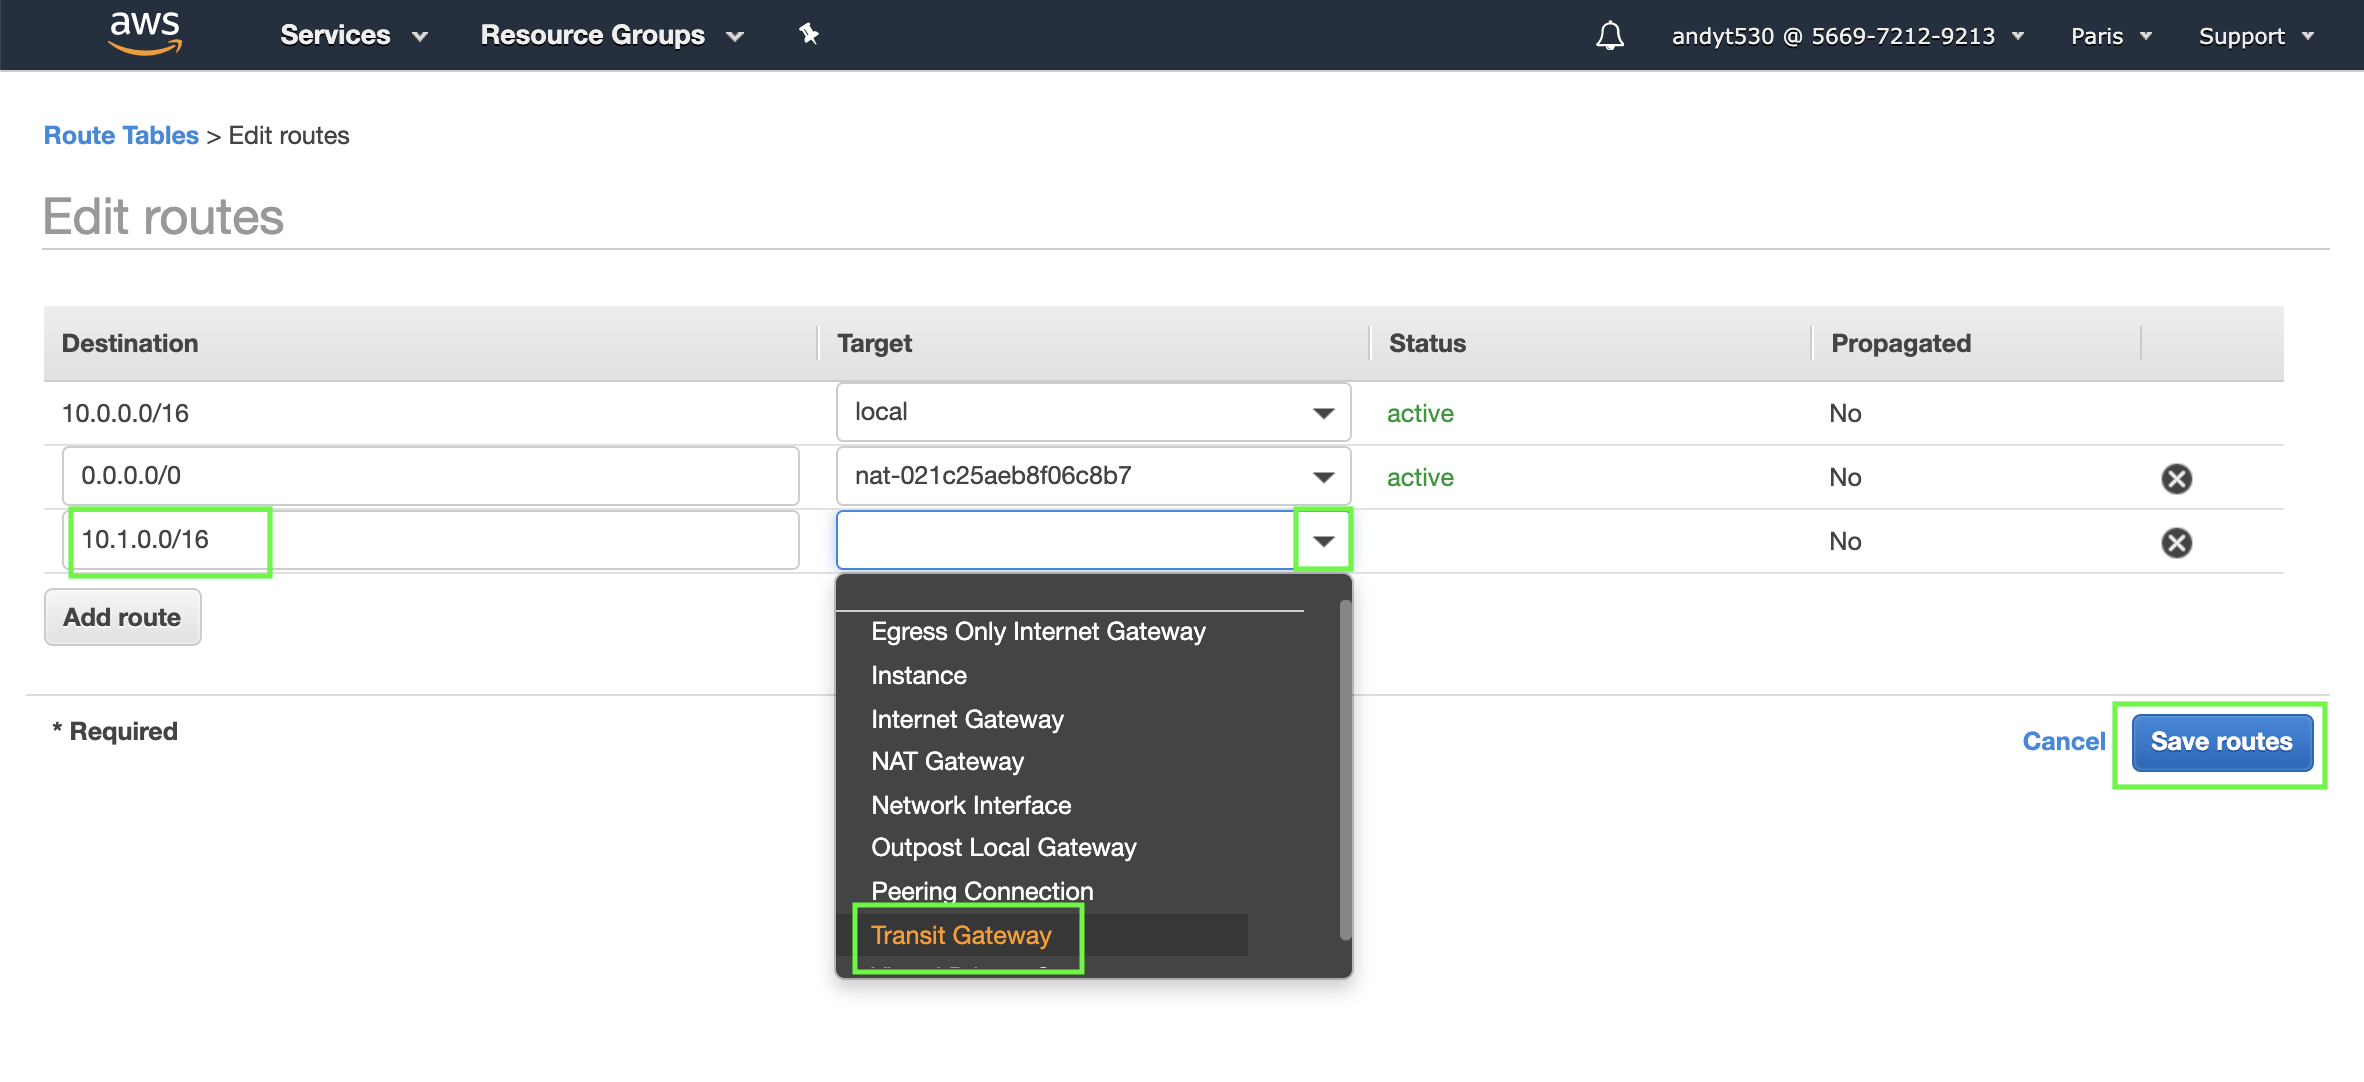 aws Services Resource Groups andyt530 @ 5669-7212-9213 Paris Support
Route Tables > Edit routes
Edit routes
Destination Target Status Propagated
10.0.0.0/16 local active No
0.0.0.0/0 nat-021c25aeb8f06c8b7 active No
10.1.0.0/16 No
Add route
Egress Only Internet Gateway
Instance
Internet Gateway
NAT Gateway
Network Interface
Outpost Local Gateway
Peering Connection
Transit Gateway
* Required
Cancel Save routes